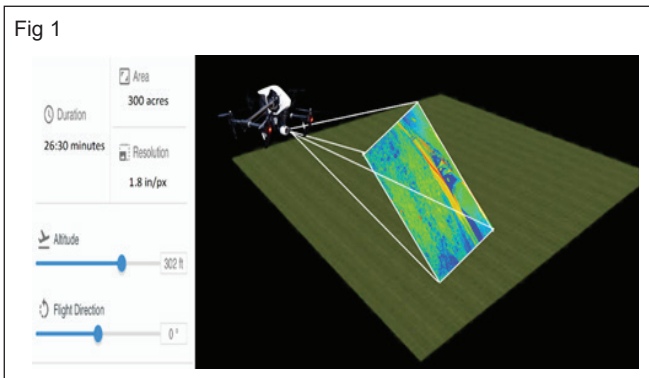 Fig 1
Duration
26:30 minutes
Area
300 acres
Resolution
1.8 in/px
Altitude
302 ft
Flight Direction
0 °